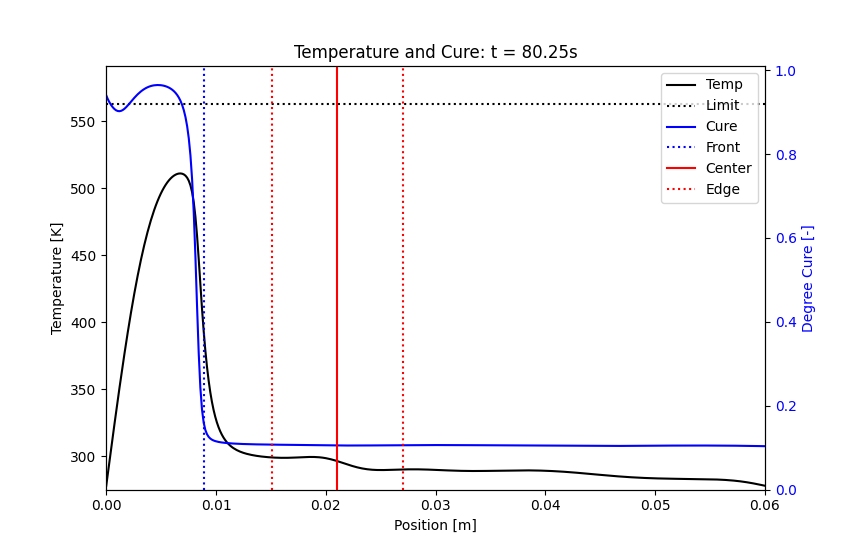 Temperature and Cure: t = 80.25s
Temperature [K]
550
500
450
400
350
300
1.0
0.8
0.6
0.4
0.2
0.0
Degree Cure [-]
Temp
Limit
Cure
Front
Center
Edge
0.00 0.01 0.02 0.03 0.04 0.05 0.06
Position [m]